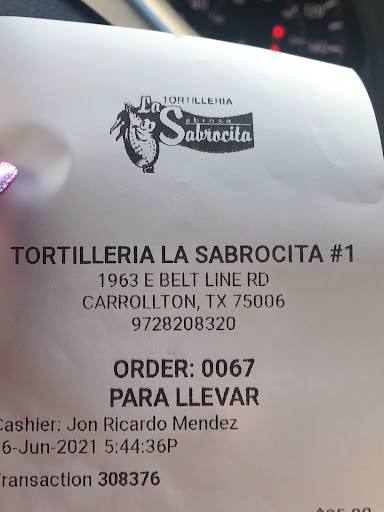 TORTILLERIA
La
Sabrosa
Sabrocita
TORTILLERIA LA SABROCITA #1
1963 E BELT LINE RD
CARROLLTON, TX 75006
9728208320
ORDER: 0067
PARA LLEVAR
Cashier: Jon Ricardo Mendez
6-Jun-2021 5:44:36P
ransaction 308376